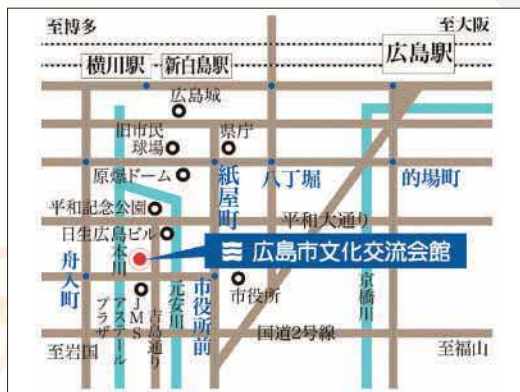 至博多
至大阪
横川駅
新白島駅
広島駅
広島城
旧市民
球場
県庁
原爆ドーム
紙屋町
八丁堀
的場町
平和記念公園
平和大通り
日生広島ビル
広島市文化交流会館
舟入町
本川
元安川
市役所前
市役所
京橋川
JMS
アステール
プラザ
吉島通り
国道2号線
至岩国
至福山